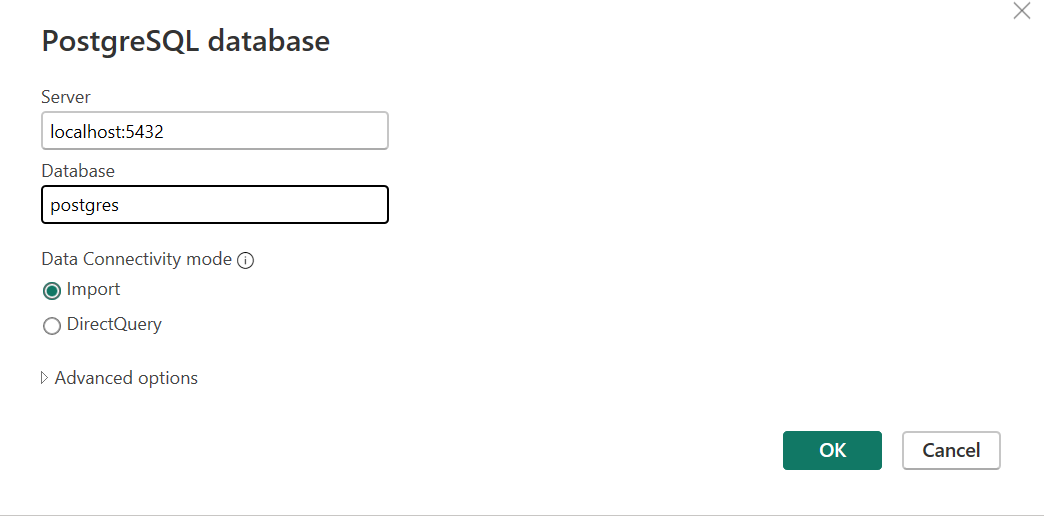 PostgreSQL database
Server
localhost:5432
Database
postgres
Data Connectivity mode
Import
DirectQuery
Advanced options
OK Cancel